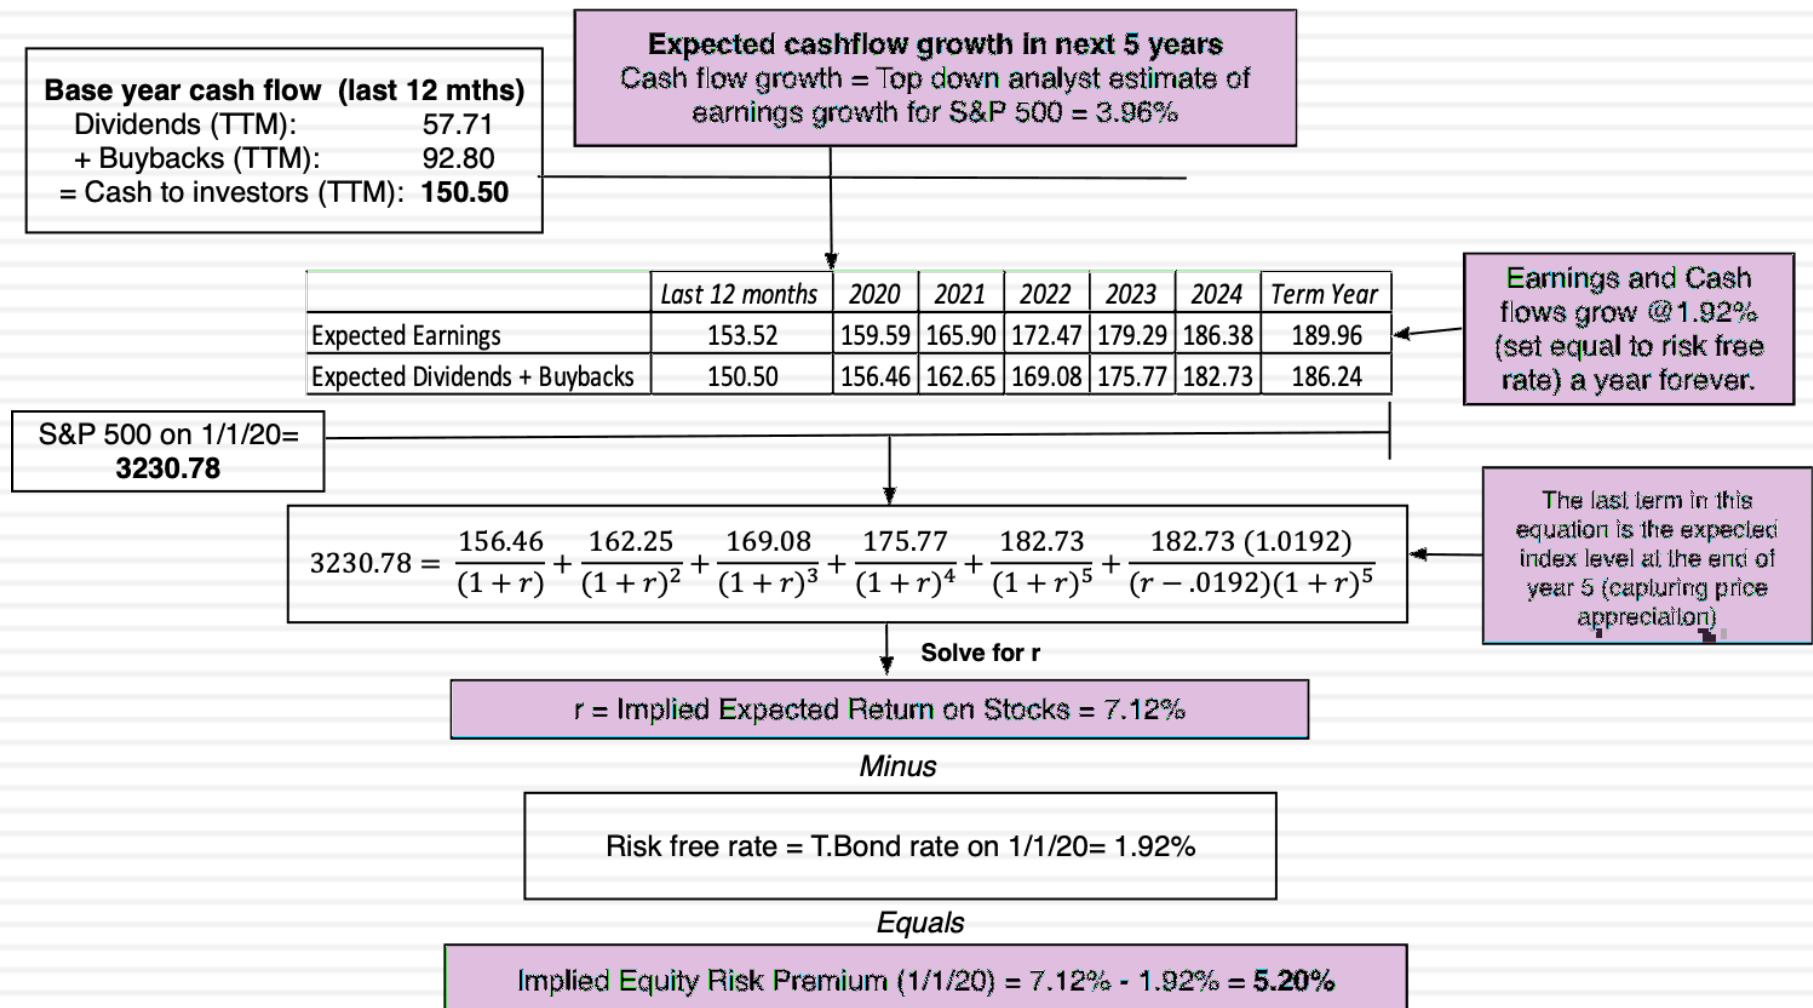 Expected cashflow growth in next 5 years
Cash flow growth = Top down analyst estimate of
earnings growth for S&P 500 = 3.96%
Base year cash flow (last 12 mths)
Dividends (TTM): 57.71
+ Buybacks (TTM): 92.80
= Cash to investors (TTM): 150.50
Last 12 months 2020 2021 2022 2023 2024 Term Year
Expected Earnings 153.52 159.59 165.90 172.47 179.29 186.38 189.96
Expected Dividends + Buybacks 150.50 156.46 162.65 169.08 175.77 182.73 186.24
Earnings and Cash
flows grow @1.92%
(set equal to risk free
rate) a year forever.
S&P 500 on 1/1/20=
3230.78
3230.78 = 156.46/(1 + r) + 162.25/(1 + r)² + 169.08/(1 + r)³ + 175.77/(1 + r)⁴ + 182.73/(1 + r)⁵ + 182.73 (1.0192)/(r − .0192)(1 + r)⁵
The last term in this
equation is the expected
index level at the end of
year 5 (capturing price
appreciation)
Solve for r
r = Implied Expected Return on Stocks = 7.12%
Minus
Risk free rate = T.Bond rate on 1/1/20= 1.92%
Equals
Implied Equity Risk Premium (1/1/20) = 7.12% - 1.92% = 5.20%